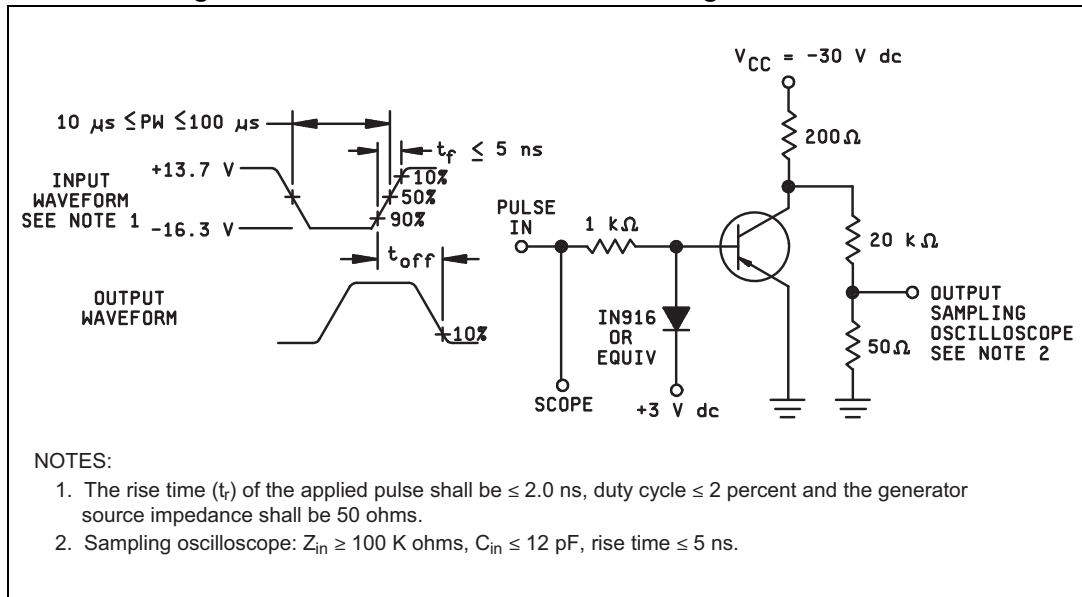 V_CC = -30 V dc
200Ω
10 µs ≤PW ≤100 µs
t_f ≤ 5 ns
+13.7 V
10%
50%
90%
INPUT
WAVEFORM
SEE NOTE 1
-16.3 V
t_off
OUTPUT
WAVEFORM
10%
PULSE
IN
1 kΩ
20 kΩ
IN916
OR
EQUIV
OUTPUT
SAMPLING
OSCILLOSCOPE
SEE NOTE 2
50Ω
SCOPE
+3 V dc
NOTES:
1. The rise time (t_r) of the applied pulse shall be ≤ 2.0 ns, duty cycle ≤ 2 percent and the generator
source impedance shall be 50 ohms.
2. Sampling oscilloscope: Z_in ≥ 100 K ohms, C_in ≤ 12 pF, rise time ≤ 5 ns.